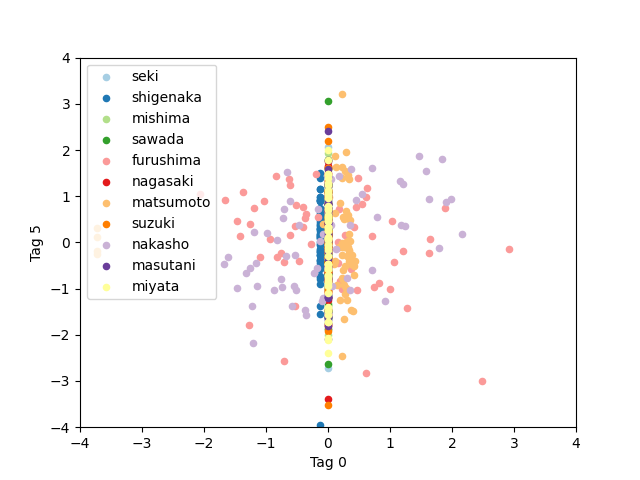 4
3
2
1
0
−1
−2
−3
−4
Tag 5
seki
shigenaka
mishima
sawada
furushima
nagasaki
matsumoto
suzuki
nakasho
masutani
miyata
−4 −3 −2 −1 0 1 2 3 4
Tag 0